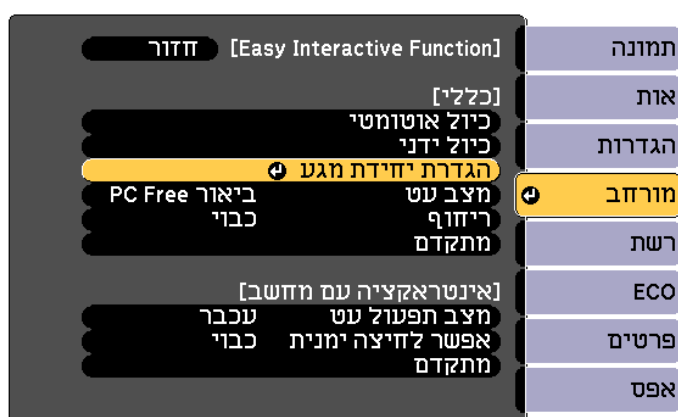 תמונה
אות
הגדרות
מורחב
רשת
ECO
פרטים
אפס
[Easy Interactive Function] חזור
[כללי]
כיול אוטומטי
כיול ידני
הגדרת יחידת מגע
מצב עט ביאור PC Free
ריחוף כבוי
מתקדם
[אינטראקציה עם מחשב]
מצב תפעול עט עכבר
אפשר לחיצה ימנית כבוי
מתקדם